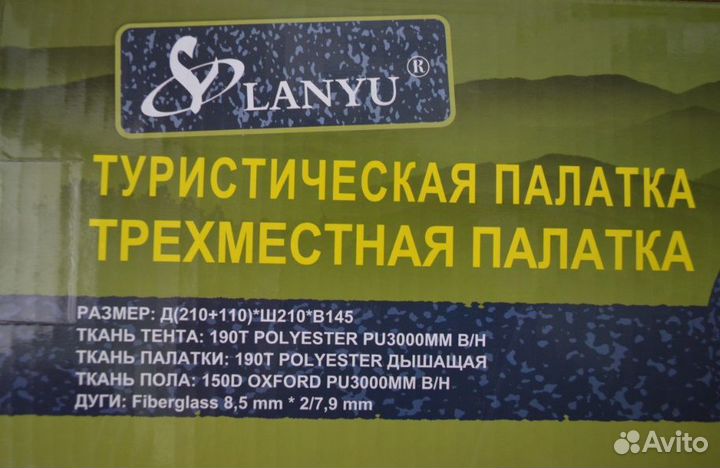 LANYU ®
ТУРИСТИЧЕСКАЯ ПАЛАТКА
ТРЕХМЕСТНАЯ ПАЛАТКА
РАЗМЕР: Д(210+110)*Ш210*В145
ТКАНЬ ТЕНТА: 190T POLYESTER PU3000MM В/Н
ТКАНЬ ПАЛАТКИ: 190T POLYESTER ДЫШАЩАЯ
ТКАНЬ ПОЛА: 150D OXFORD PU3000MM В/Н
ДУГИ: Fiberglass 8,5 mm * 2/7,9 mm
Avito